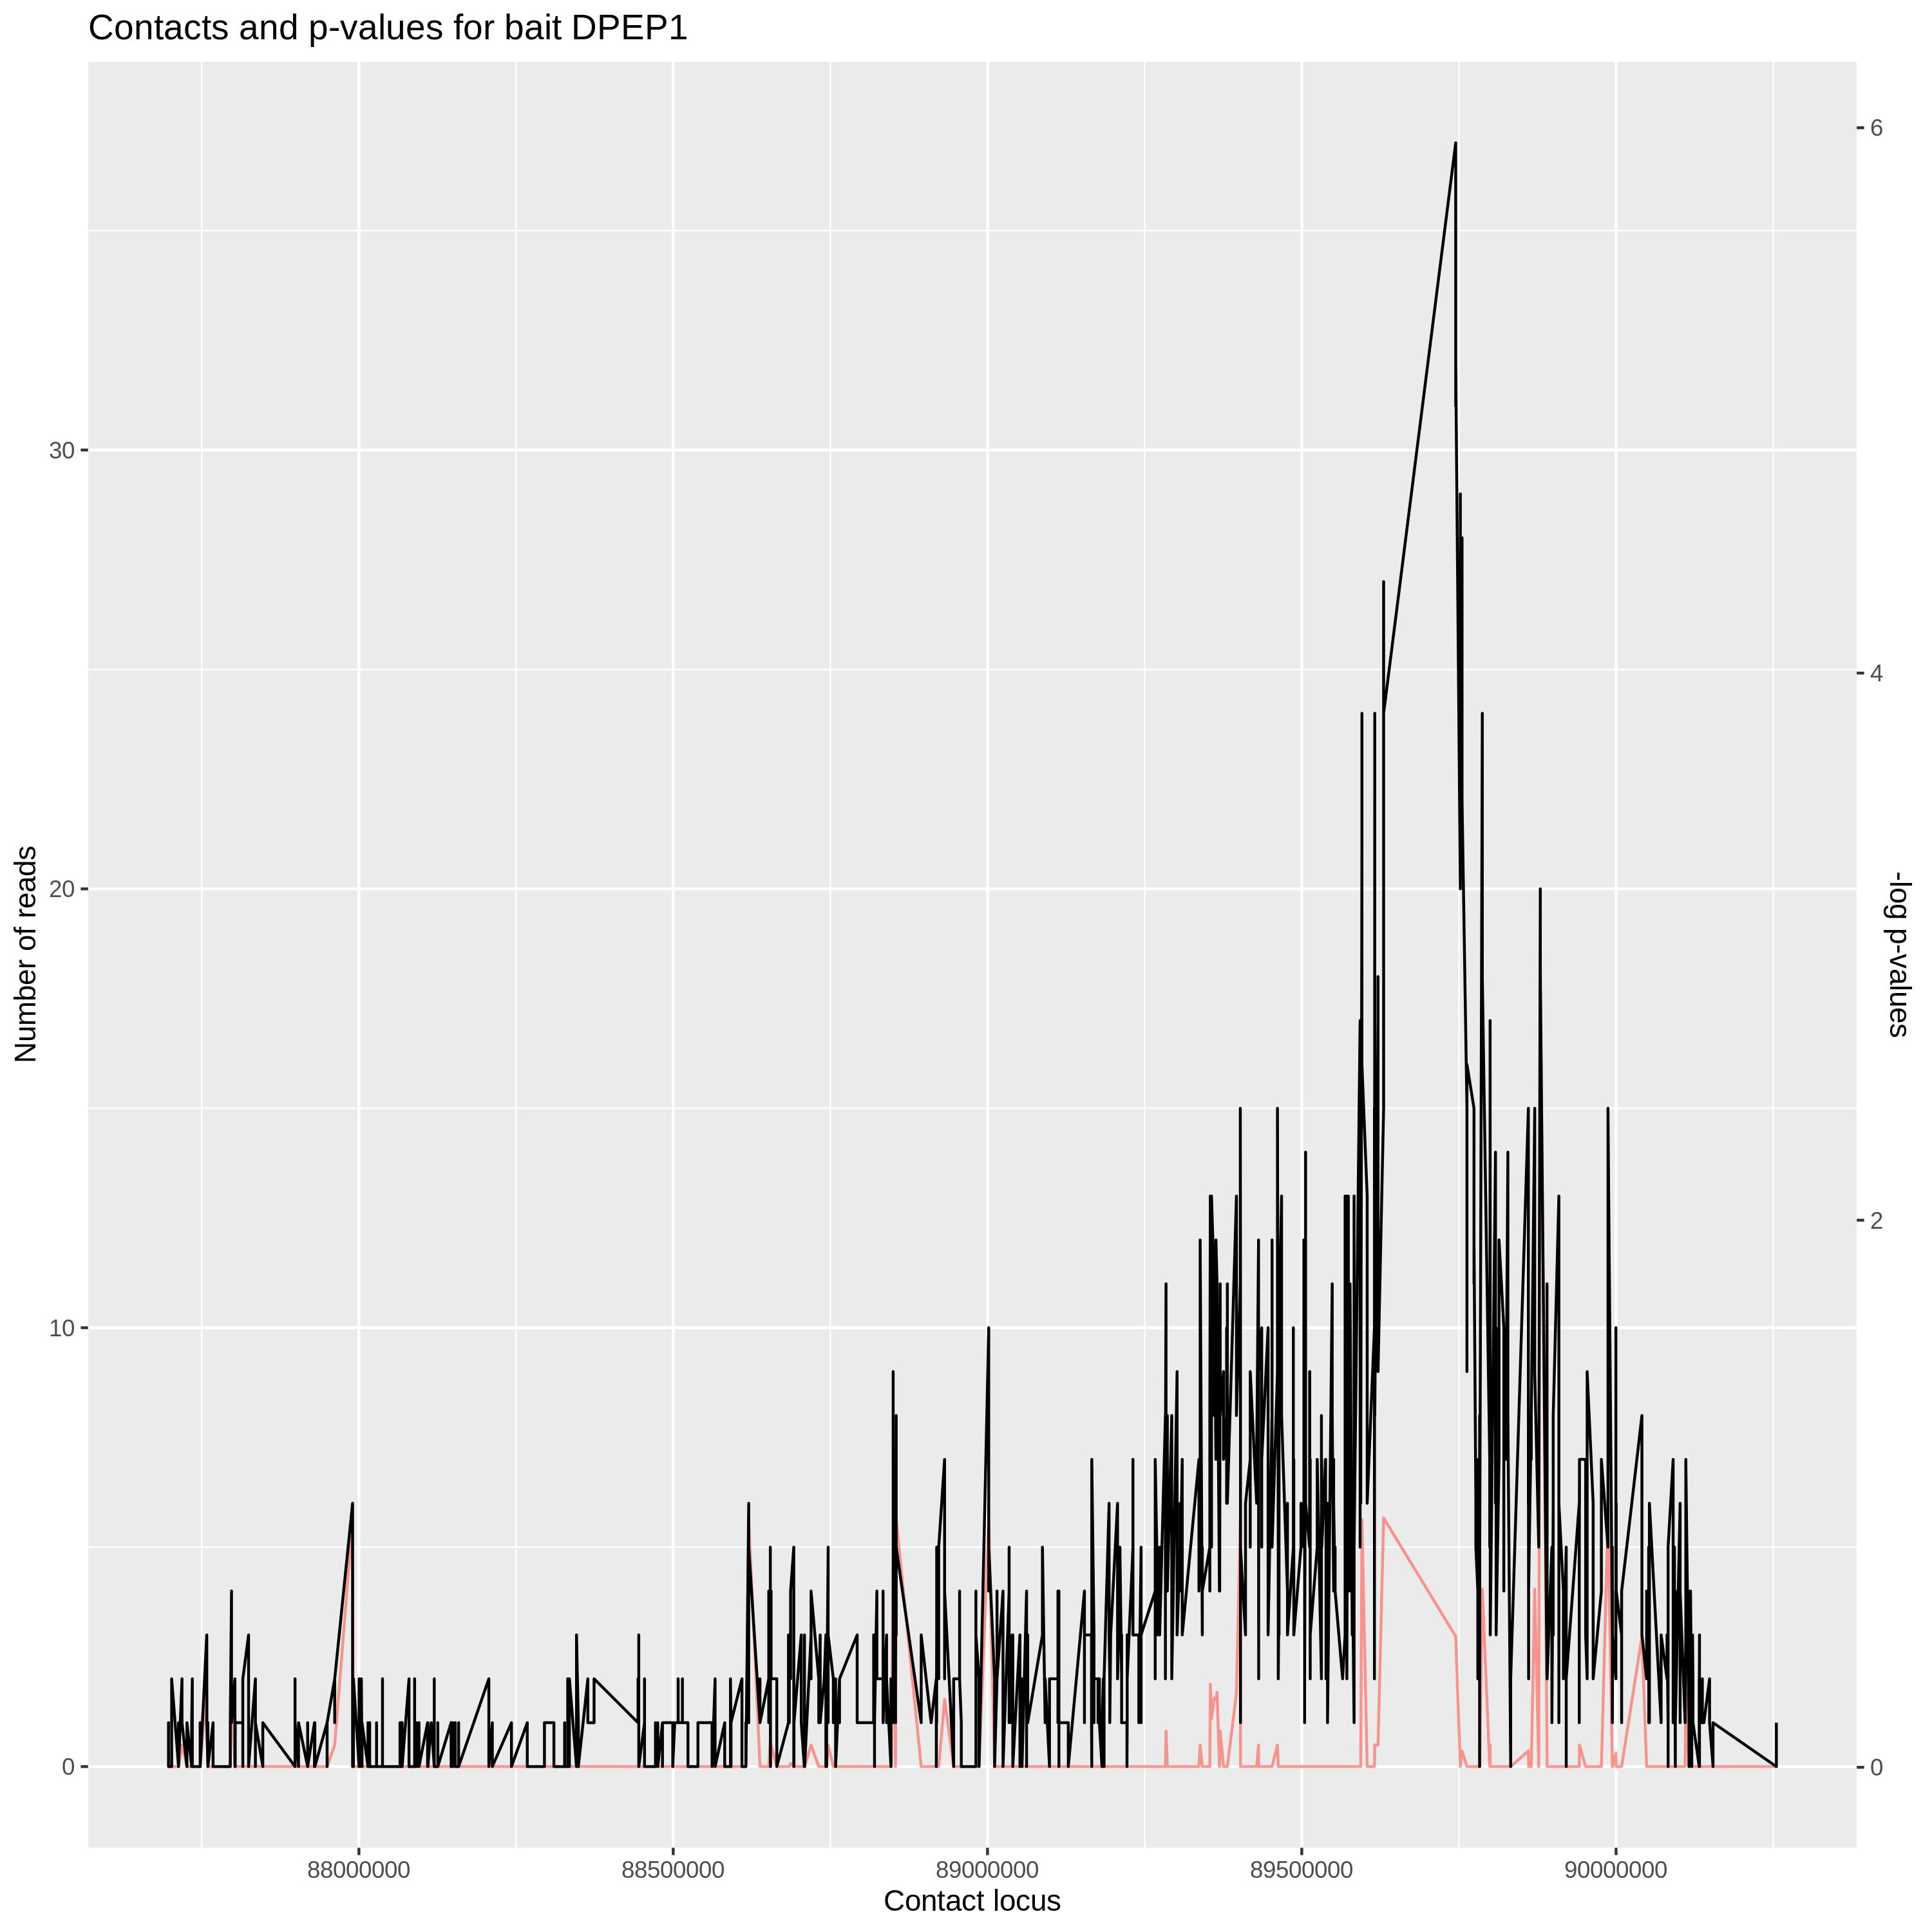 Contacts and p-values for bait DPEP1
Number of reads
30
20
10
0
6
4
2
0
-log p-values
88000000 88500000 89000000 89500000 90000000
Contact locus